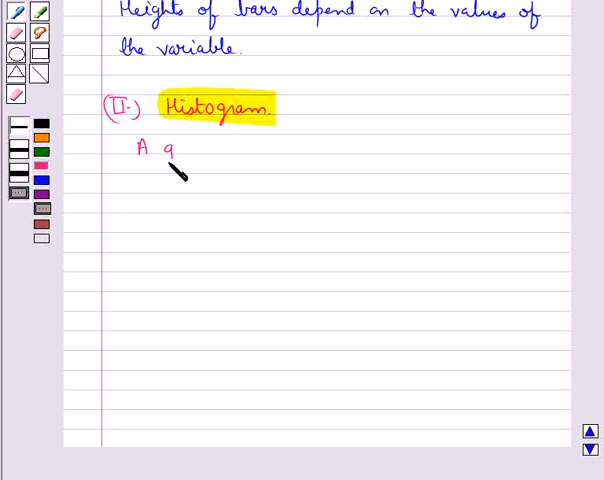 Heights of bars depend on the values of
the variable.
(II.) Histogram.
A g